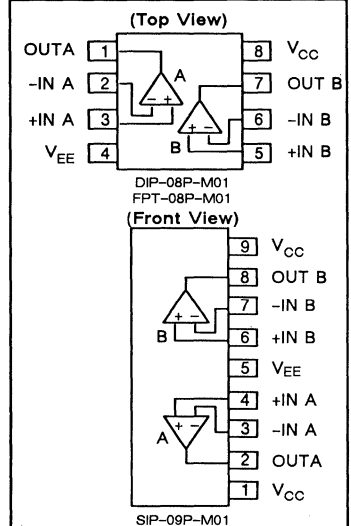 (Top View)
OUTA 1 8 VCC
-IN A 2 A 7 OUT B
- + + -
+IN A 3 6 -IN B
VEE 4 B 5 +IN B
DIP-08P-M01
FPT-08P-M01
(Front View)
9 VCC
8 OUT B
7 -IN B
+ -
B 6 +IN B
5 VEE
4 +IN A
+ -
A 3 -IN A
2 OUTA
1 VCC
SIP-09P-M01